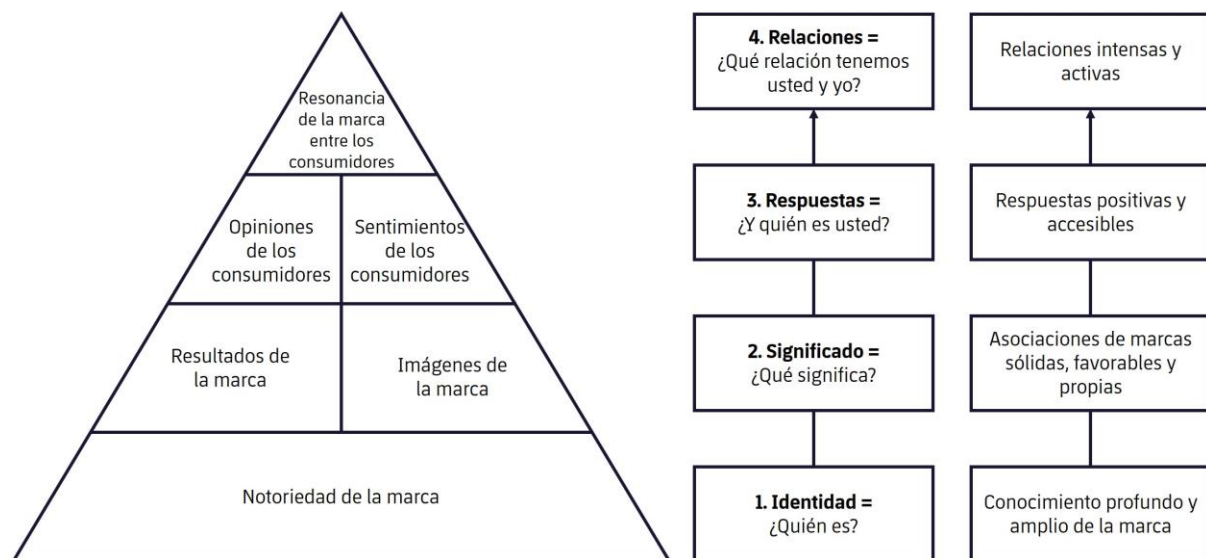 Resonancia
de la marca
entre los
consumidores
Opiniones
de los
consumidores
Sentimientos
de los
consumidores
Resultados de
la marca
Imágenes de
la marca
Notoriedad de la marca
4. Relaciones =
¿Qué relación tenemos
usted y yo?
3. Respuestas =
¿Y quién es usted?
2. Significado =
¿Qué significa?
1. Identidad =
¿Quién es?
Relaciones intensas y
activas
Respuestas positivas y
accesibles
Asociaciones de marcas
sólidas, favorables y
propias
Conocimiento profundo y
amplio de la marca